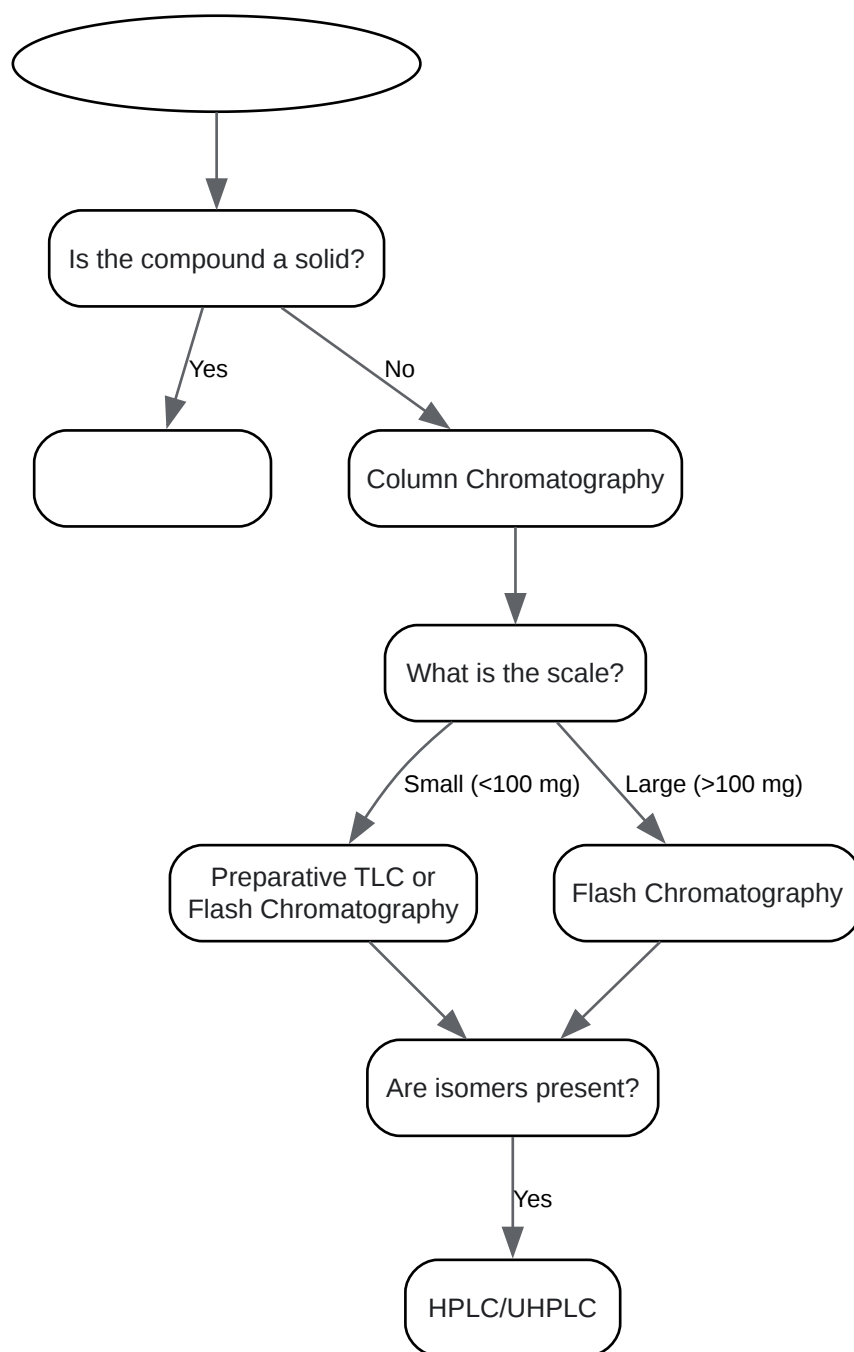 Is the compound a solid?
Yes
No
Column Chromatography
What is the scale?
Small (<100 mg)
Large (>100 mg)
Preparative TLC or
Flash Chromatography
Flash Chromatography
Are isomers present?
Yes
HPLC/UHPLC